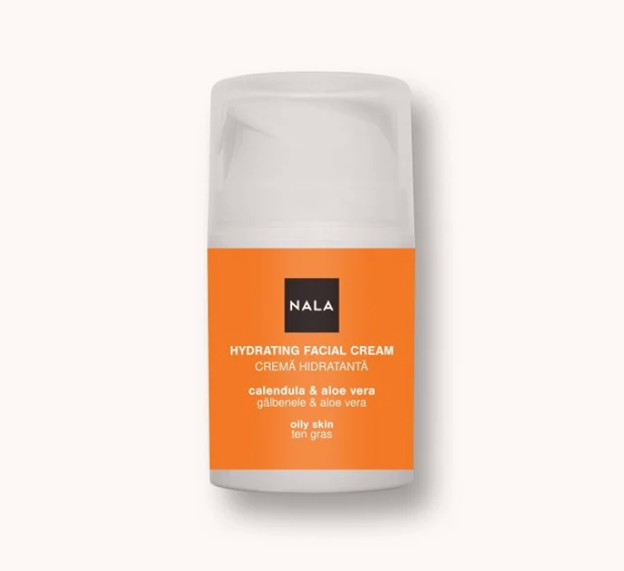 NALA
HYDRATING FACIAL CREAM
CREMĂ HIDRATANTĂ
calendula & aloe vera
gălbenele & aloe vera
oily skin
ten gras